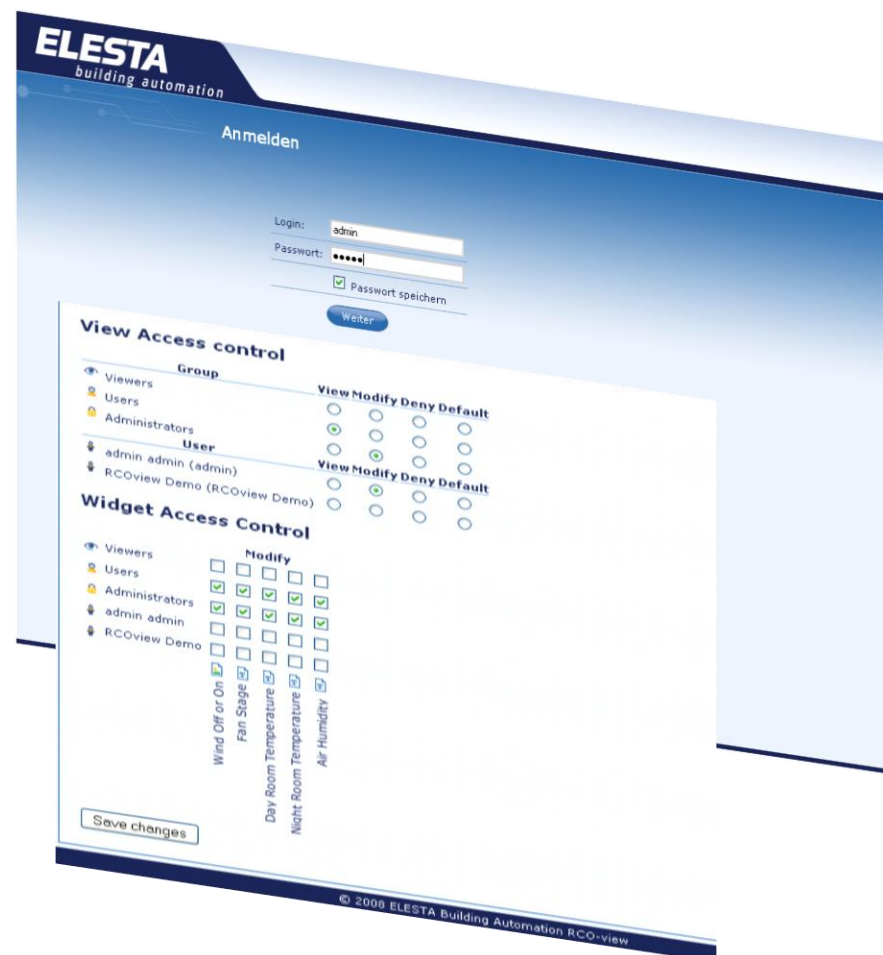 ELESTA
building automation
Anmelden
Login: admin
Passwort: •••••
Passwort speichern
Weiter
View Access control
Group View Modify Deny Default
Viewers
Users
Administrators
User View Modify Deny Default
admin admin (admin)
RCOview Demo (RCOview Demo)
Widget Access Control
Modify
Viewers
Users
Administrators
admin admin
RCOview Demo
Wind Off or On
Fan Stage
Day Room Temperature
Night Room Temperature
Air Humidity
Save changes
© 2008 ELESTA Building Automation RCO-view